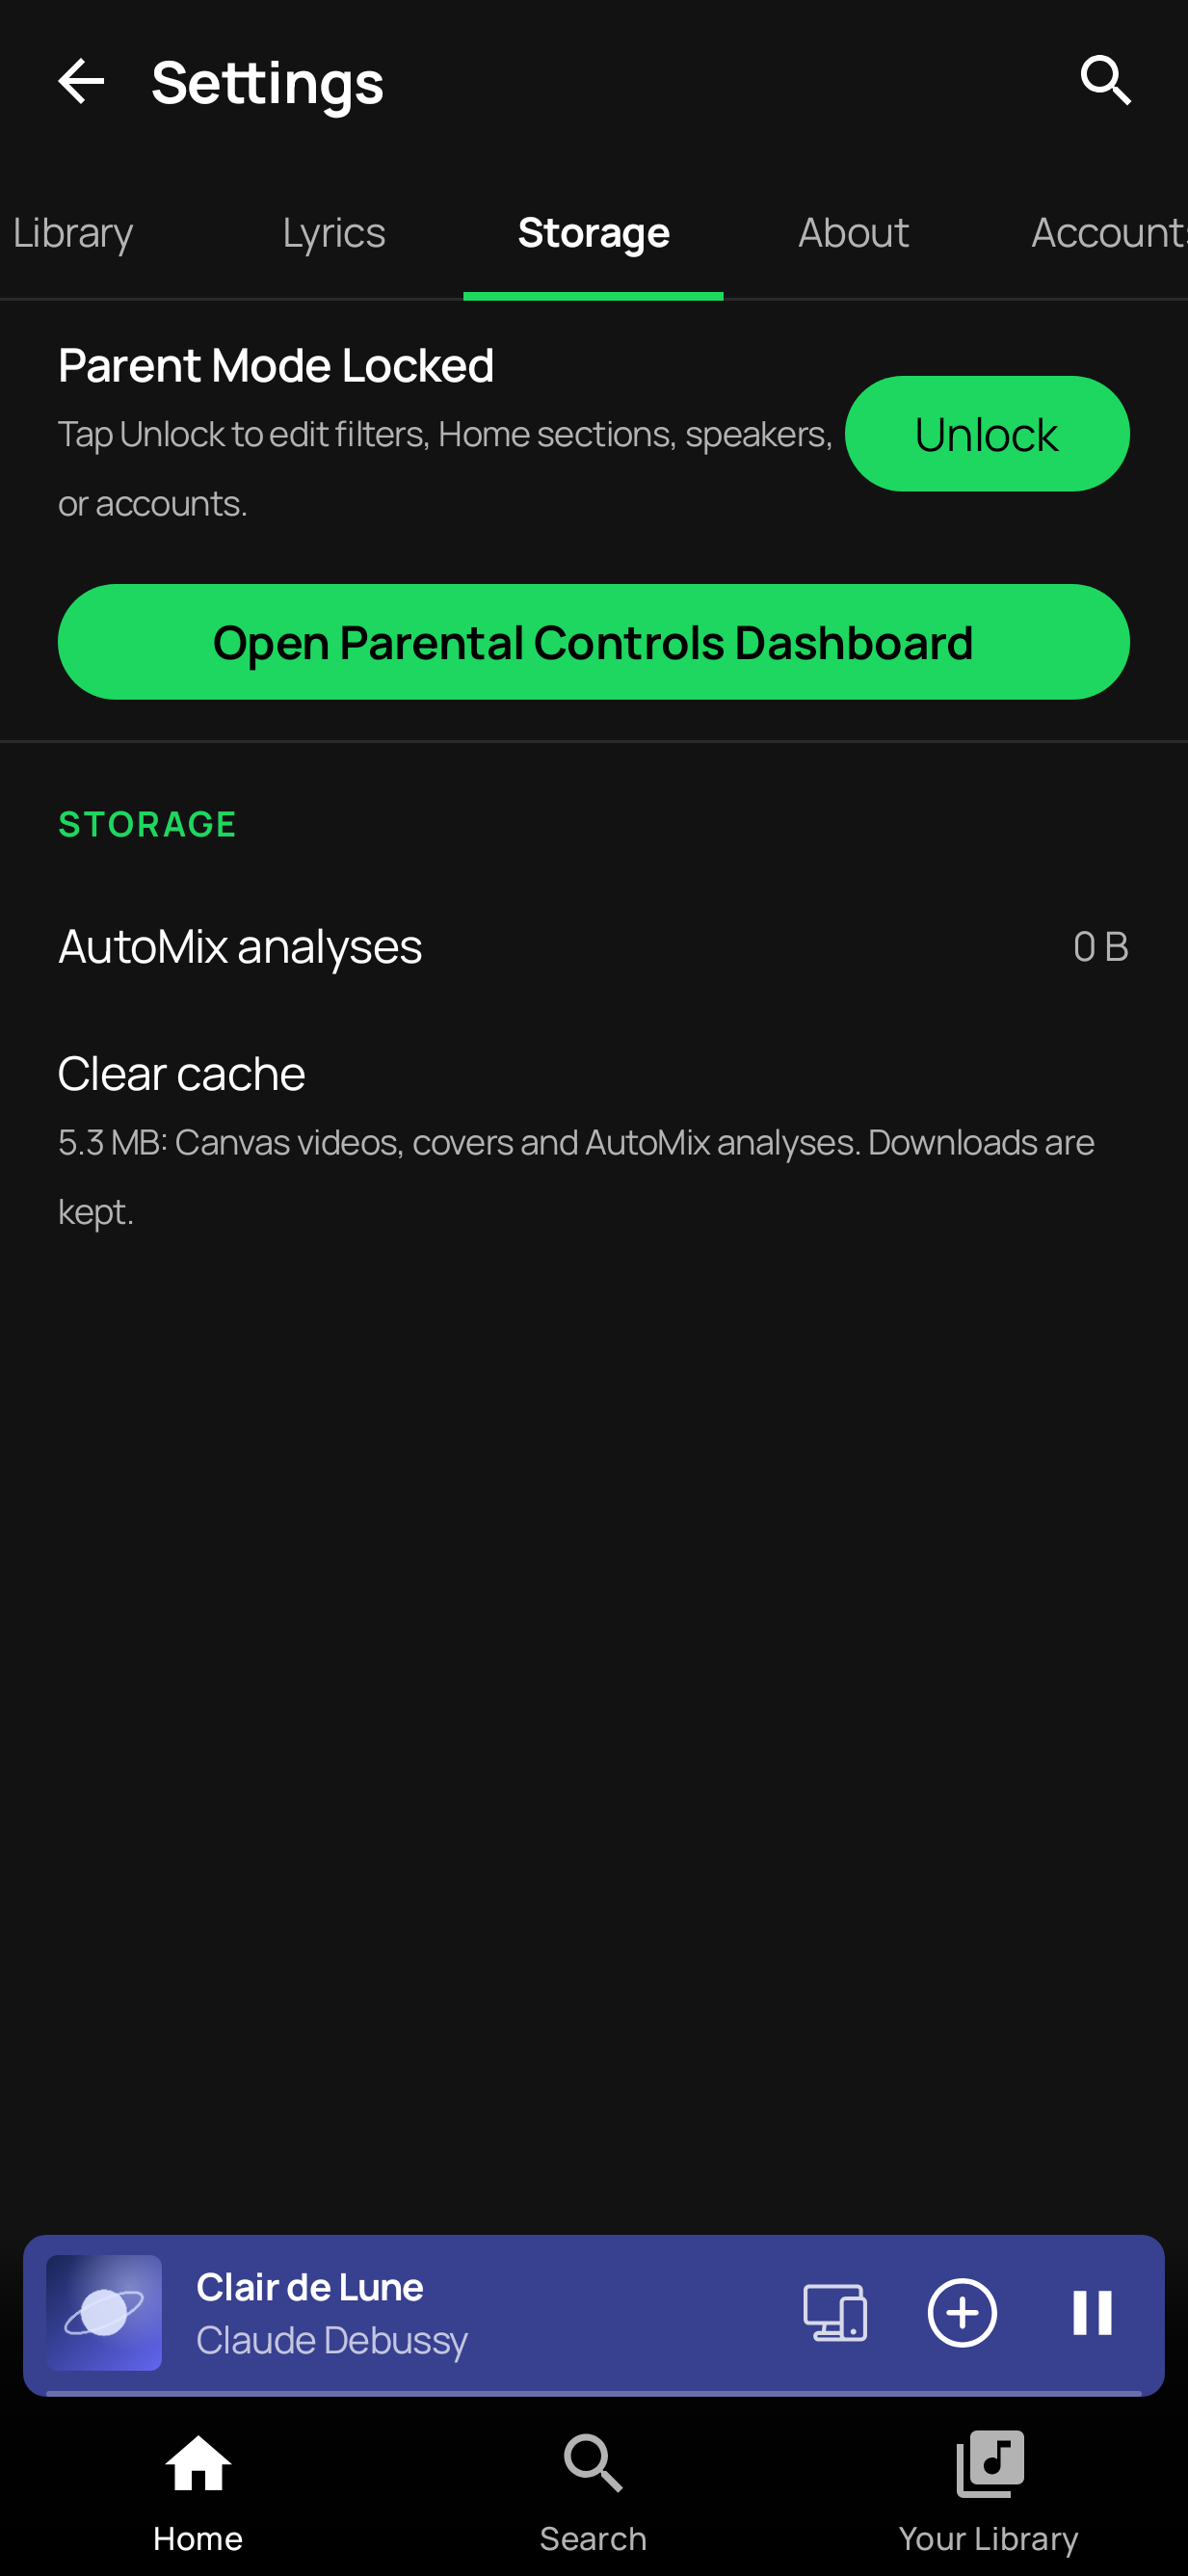 Settings
Library Lyrics Storage About Accounts
Parent Mode Locked
Tap Unlock to edit filters, Home sections, speakers,
or accounts.
Unlock
Open Parental Controls Dashboard
STORAGE
AutoMix analyses 0 B
Clear cache
5.3 MB: Canvas videos, covers and AutoMix analyses. Downloads are
kept.
Clair de Lune
Claude Debussy
Home Search Your Library